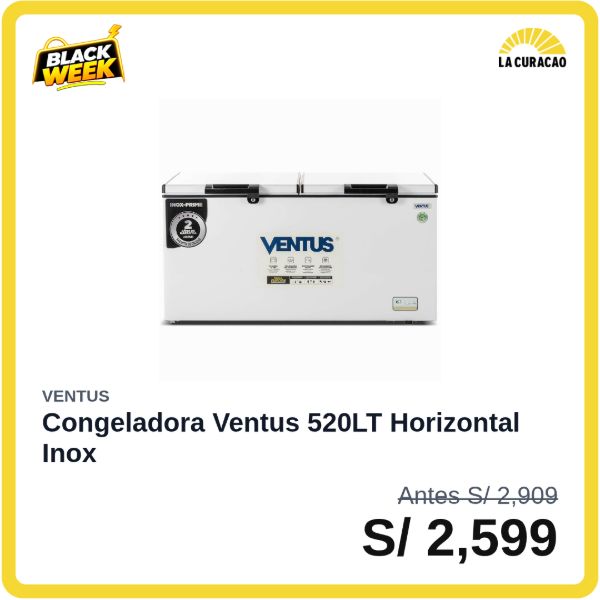 BLACK
WEEK
LA CURACAO
INOX-PRIME
2
VENTUS
VENTUS
VENTUS
Congeladora Ventus 520LT Horizontal
Inox
Antes S/ 2,909
S/ 2,599